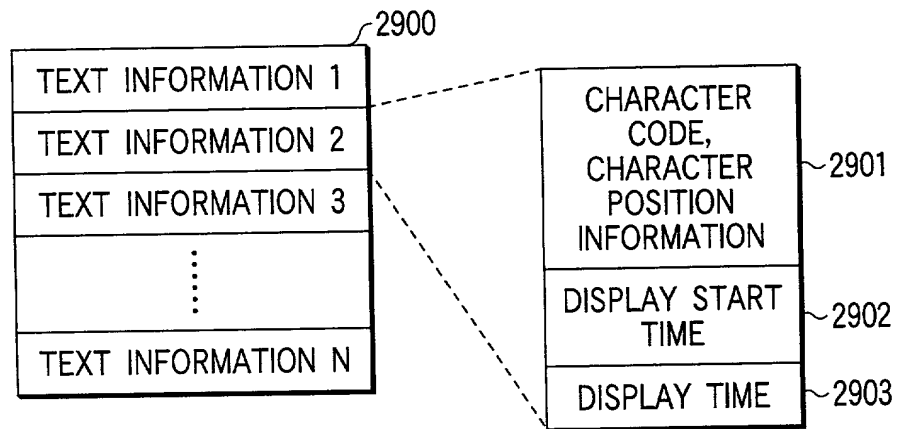 2900
TEXT INFORMATION 1
TEXT INFORMATION 2
TEXT INFORMATION 3
TEXT INFORMATION N
CHARACTER
CODE,
CHARACTER
POSITION
INFORMATION
2901
DISPLAY START
TIME
2902
DISPLAY TIME
2903